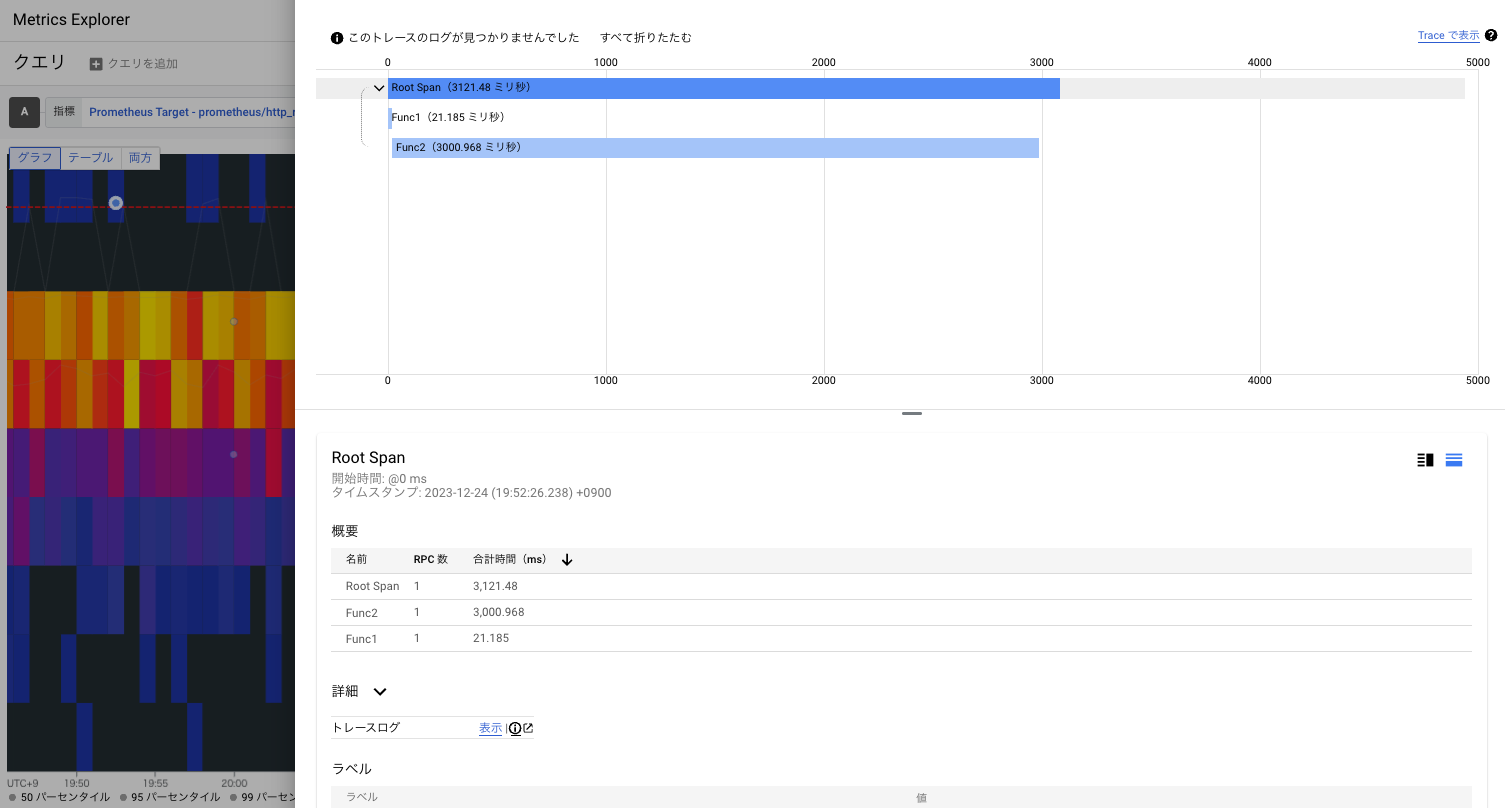 Metrics Explorer
クエリ クエリを追加
A 指標 Prometheus Target - prometheus/http_r
グラフ テーブル 両方
UTC+9 19:50 19:55 20:00
50 パーセンタイル 95 パーセンタイル 99 パーセン
このトレースのログが見つかりませんでした すべて折りたたむ Trace で表示
0 1000 2000 3000 4000 5000
Root Span（3121.48 ミリ秒）
Func1（21.185 ミリ秒）
Func2（3000.968 ミリ秒）
0 1000 2000 3000 4000 5000
Root Span
開始時間: @0 ms
タイムスタンプ: 2023-12-24 (19:52:26.238) +0900
概要
名前 RPC 数 合計時間（ms）
Root Span 1 3,121.48
Func2 1 3,000.968
Func1 1 21.185
詳細
トレースログ 表示 |
ラベル
ラベル 値